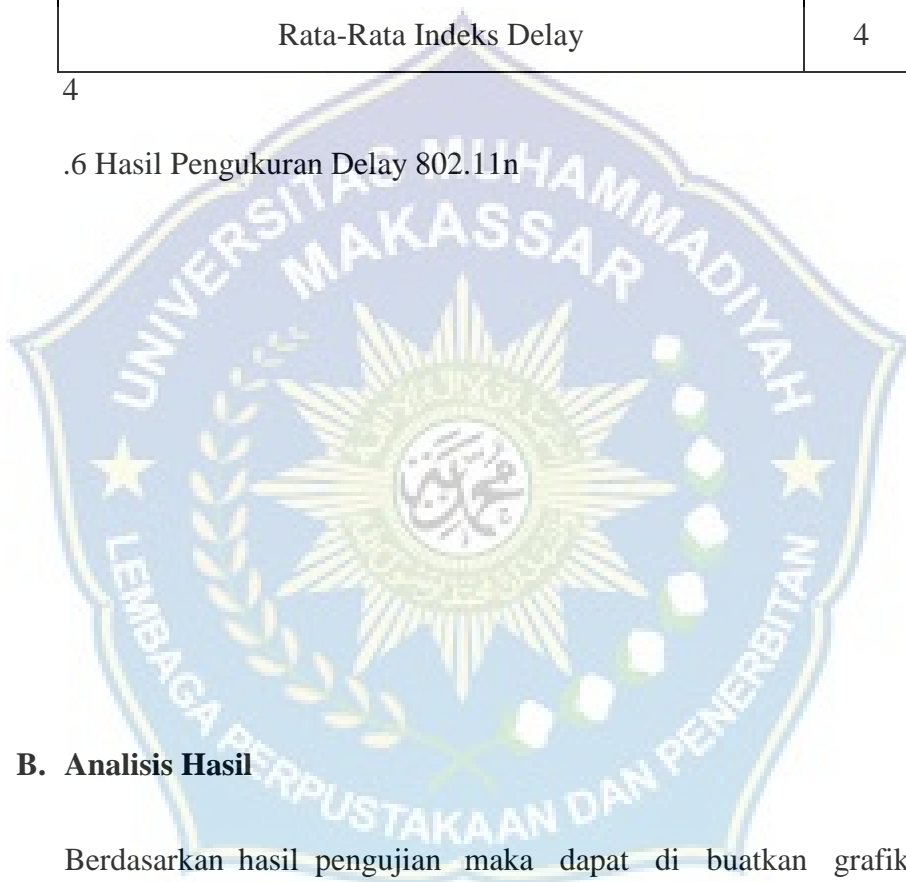 Rata-Rata Indeks Delay 4
4
.6 Hasil Pengukuran Delay 802.11n
UNIVERSITAS MUHAMMADIYAH
MAKASSAR
LEMBAGA PERPUSTAKAAN DAN PENERBITAN
B. Analisis Hasil
Berdasarkan hasil pengujian maka dapat di buatkan grafik